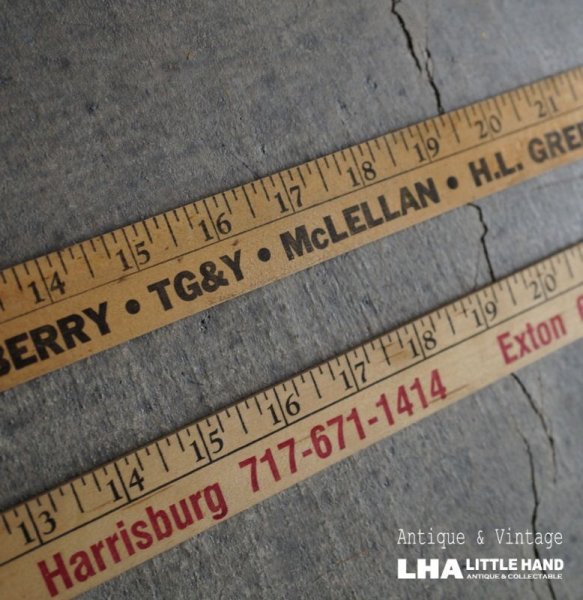 14 15 16 17 18 19 20 21
BERRY • TG&Y • McLELLAN • H.L. GREE
13 14 15 16 17 18 19 20
Harrisburg 717-671-1414 Exton
Antique & Vintage
LHA LITTLE HAND
ANTIQUE & COLLECTABLE